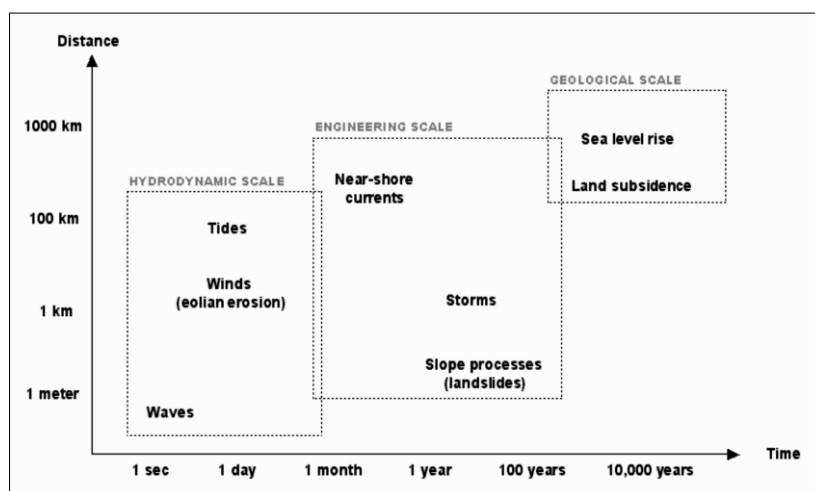 Distance
GEOLOGICAL SCALE
1000 km
ENGINEERING SCALE
Sea level rise
HYDRODYNAMIC SCALE
Near-shore
currents
Land subsidence
100 km
Tides
Winds
(eolian erosion)
1 km
Storms
Slope processes
(landslides)
1 meter
Waves
Time
1 sec
1 day
1 month
1 year
100 years
10,000 years